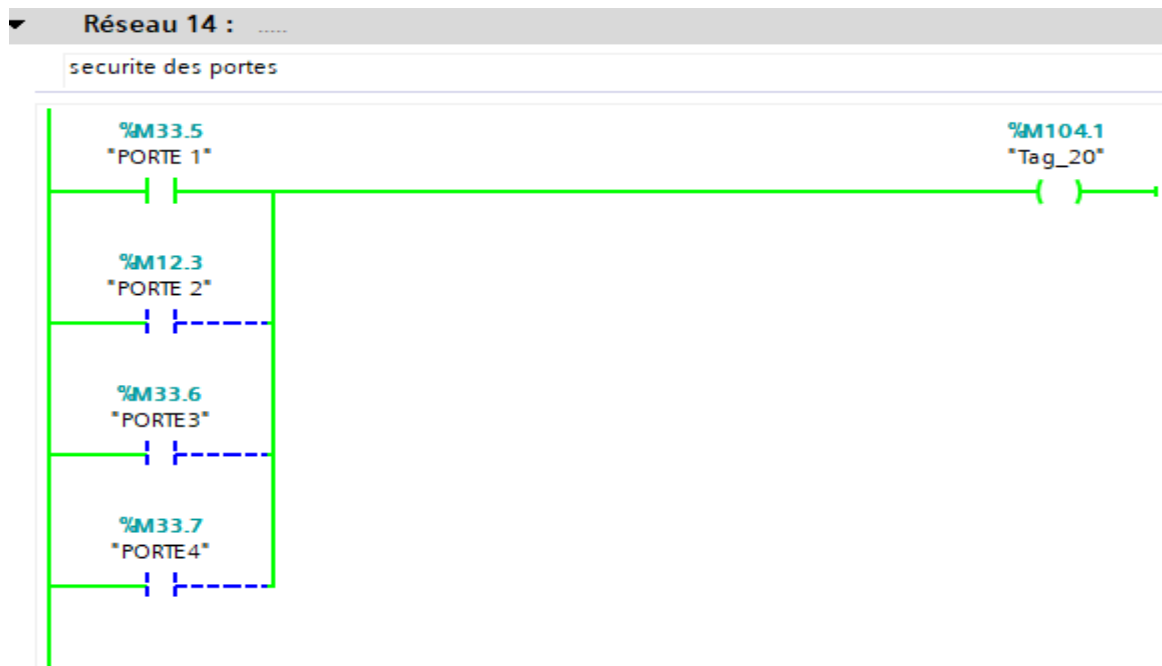 Réseau 14 : .....
securite des portes
%M33.5
"PORTE 1"
%M104.1
"Tag_20"
%M12.3
"PORTE 2"
%M33.6
"PORTE3"
%M33.7
"PORTE4"